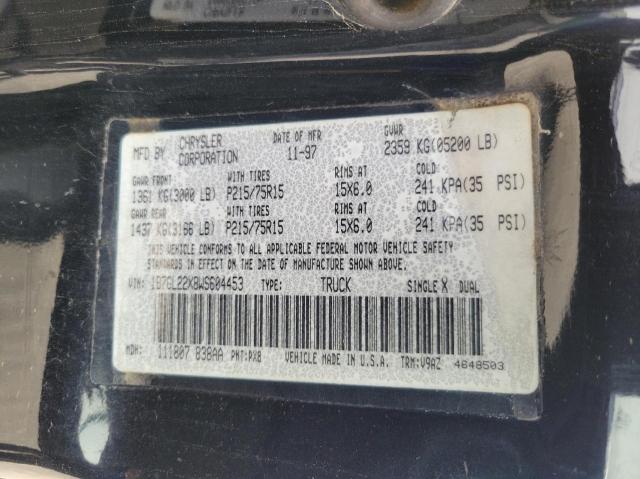 MFD BY CHRYSLER CORPORATION DATE OF MFR 11-97 GVWR 2359 KG(05200 LB)
GAWR FRONT WITH TIRES RIMS AT COLD
1361 KG(3000 LB) P215/75R15 15X6.0 241 KPA(35 PSI)
GAWR REAR WITH TIRES RIMS AT COLD
1437 KG(3166 LB) P215/75R15 15X6.0 241 KPA(35 PSI)
THIS VEHICLE CONFORMS TO ALL APPLICABLE FEDERAL MOTOR VEHICLE SAFETY
STANDARDS IN EFFECT ON THE DATE OF MANUFACTURE SHOWN ABOVE.
VIN: 1B7GL22X8WS604453 TYPE: TRUCK SINGLE X DUAL
MDH: 111807 838AA PNT:PX8 VEHICLE MADE IN U.S.A. TRM:V9AZ 4648503